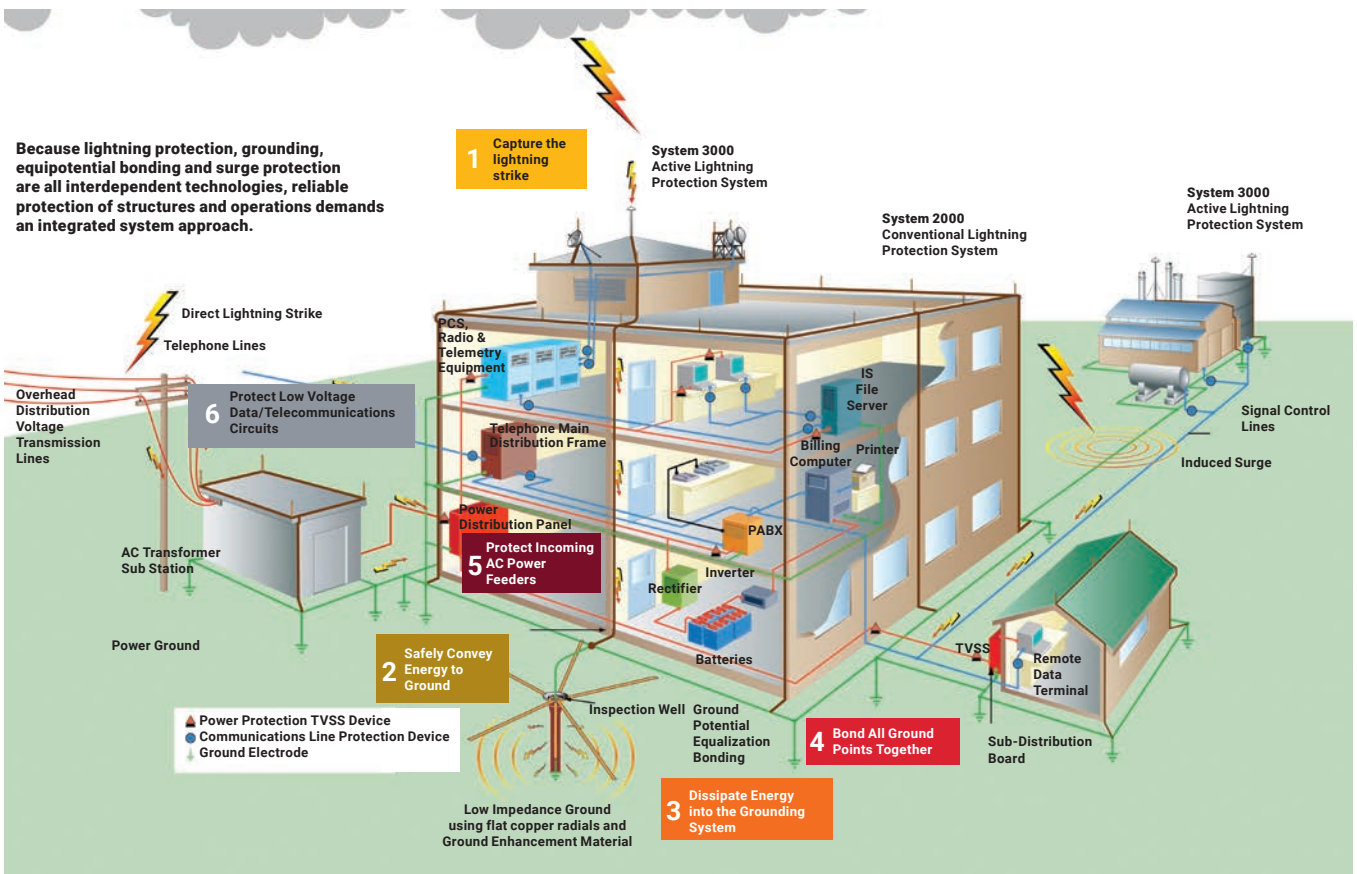 Because lightning protection, grounding,
equipotential bonding and surge protection
are all interdependent technologies, reliable
protection of structures and operations demands
an integrated system approach.
1
Capture the
lightning
strike
System 3000
Active Lightning
Protection System
System 2000
Conventional Lightning
Protection System
System 3000
Active Lightning
Protection System
Direct Lightning Strike
Telephone Lines
Overhead
Distribution
Voltage
Transmission
Lines
6
Protect Low Voltage
Data/Telecommunications
Circuits
PCS,
Radio &
Telemetry
Equipment
Telephone Main
Distribution Frame
IS
File
Server
Billing
Computer
Printer
Signal Control
Lines
Induced Surge
Power
Distribution Panel
PABX
5
Protect Incoming
AC Power
Feeders
Inverter
Rectifier
Batteries
AC Transformer
Sub Station
Power Ground
2
Safely Convey
Energy to
Ground
TVSS
Remote
Data
Terminal
Power Protection TVSS Device
Communications Line Protection Device
Ground Electrode
Inspection Well
Ground
Potential
Equalization
Bonding
4
Bond All Ground
Points Together
Sub-Distribution
Board
3
Dissipate Energy
into the Grounding
System
Low Impedance Ground
using flat copper radials and
Ground Enhancement Material